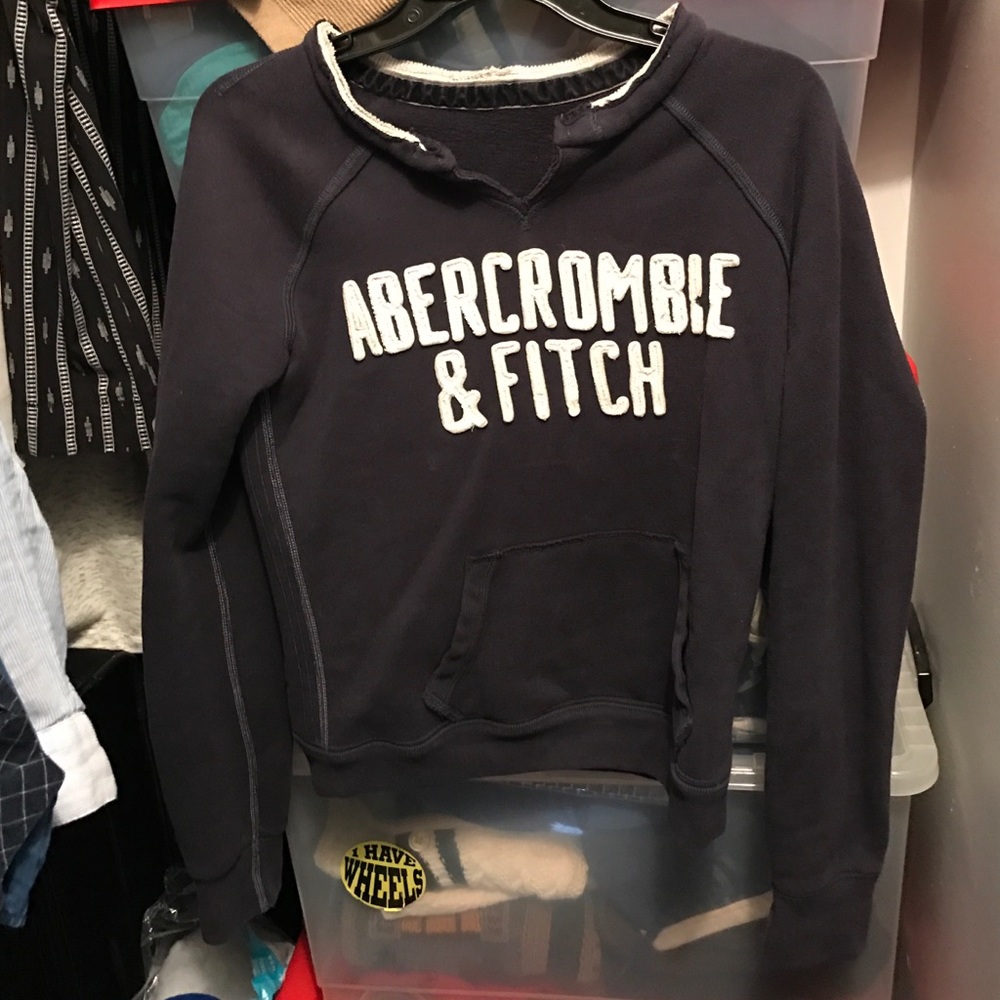 ABERCROMBIE
& FITCH
I HAVE
WHEELS